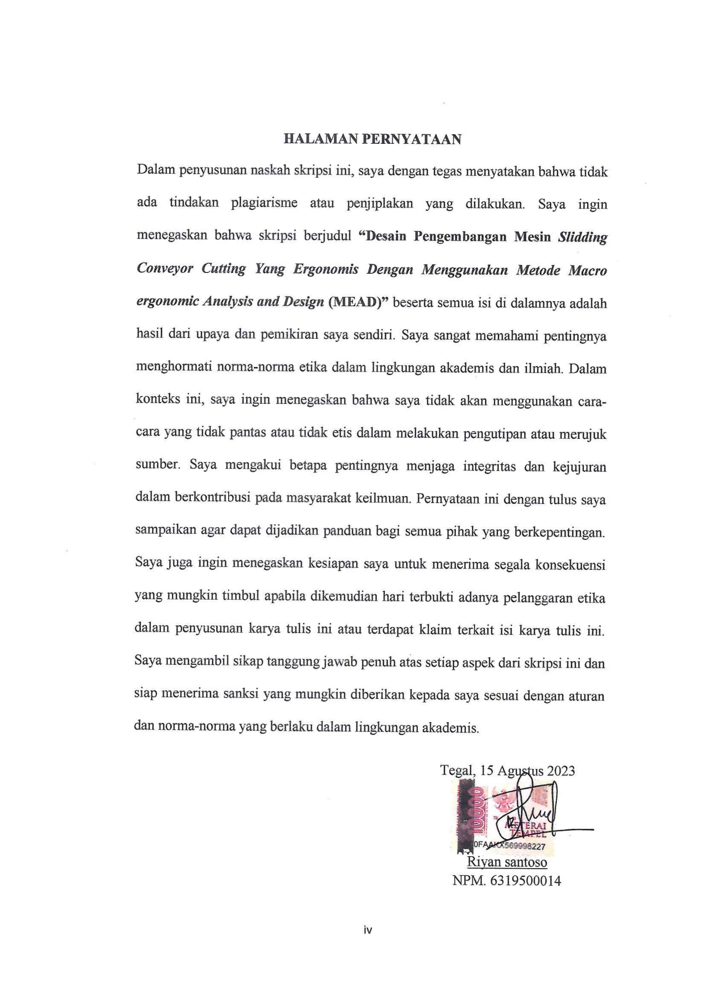 HALAMAN PERNYATAAN
Dalam penyusunan naskah skripsi ini, saya dengan tegas menyatakan bahwa tidak
ada tindakan plagiarisme atau penjiplakan yang dilakukan. Saya ingin
menegaskan bahwa skripsi berjudul “Desain Pengembangan Mesin Slidding
Conveyor Cutting Yang Ergonomis Dengan Menggunakan Metode Macro
ergonomic Analysis and Design (MEAD)” beserta semua isi di dalamnya adalah
hasil dari upaya dan pemikiran saya sendiri. Saya sangat memahami pentingnya
menghormati norma-norma etika dalam lingkungan akademis dan ilmiah. Dalam
konteks ini, saya ingin menegaskan bahwa saya tidak akan menggunakan cara-
cara yang tidak pantas atau tidak etis dalam melakukan pengutipan atau merujuk
sumber. Saya mengakui betapa pentingnya menjaga integritas dan kejujuran
dalam berkontribusi pada masyarakat keilmuan. Pernyataan ini dengan tulus saya
sampaikan agar dapat dijadikan panduan bagi semua pihak yang berkepentingan.
Saya juga ingin menegaskan kesiapan saya untuk menerima segala konsekuensi
yang mungkin timbul apabila dikemudian hari terbukti adanya pelanggaran etika
dalam penyusunan karya tulis ini atau terdapat klaim terkait isi karya tulis ini.
Saya mengambil sikap tanggung jawab penuh atas setiap aspek dari skripsi ini dan
siap menerima sanksi yang mungkin diberikan kepada saya sesuai dengan aturan
dan norma-norma yang berlaku dalam lingkungan akademis.
Tegal, 15 Agustus 2023
10000
METERAI
TEMPEL
0FAAKX569998227
Riyan santoso
NPM. 6319500014
iv